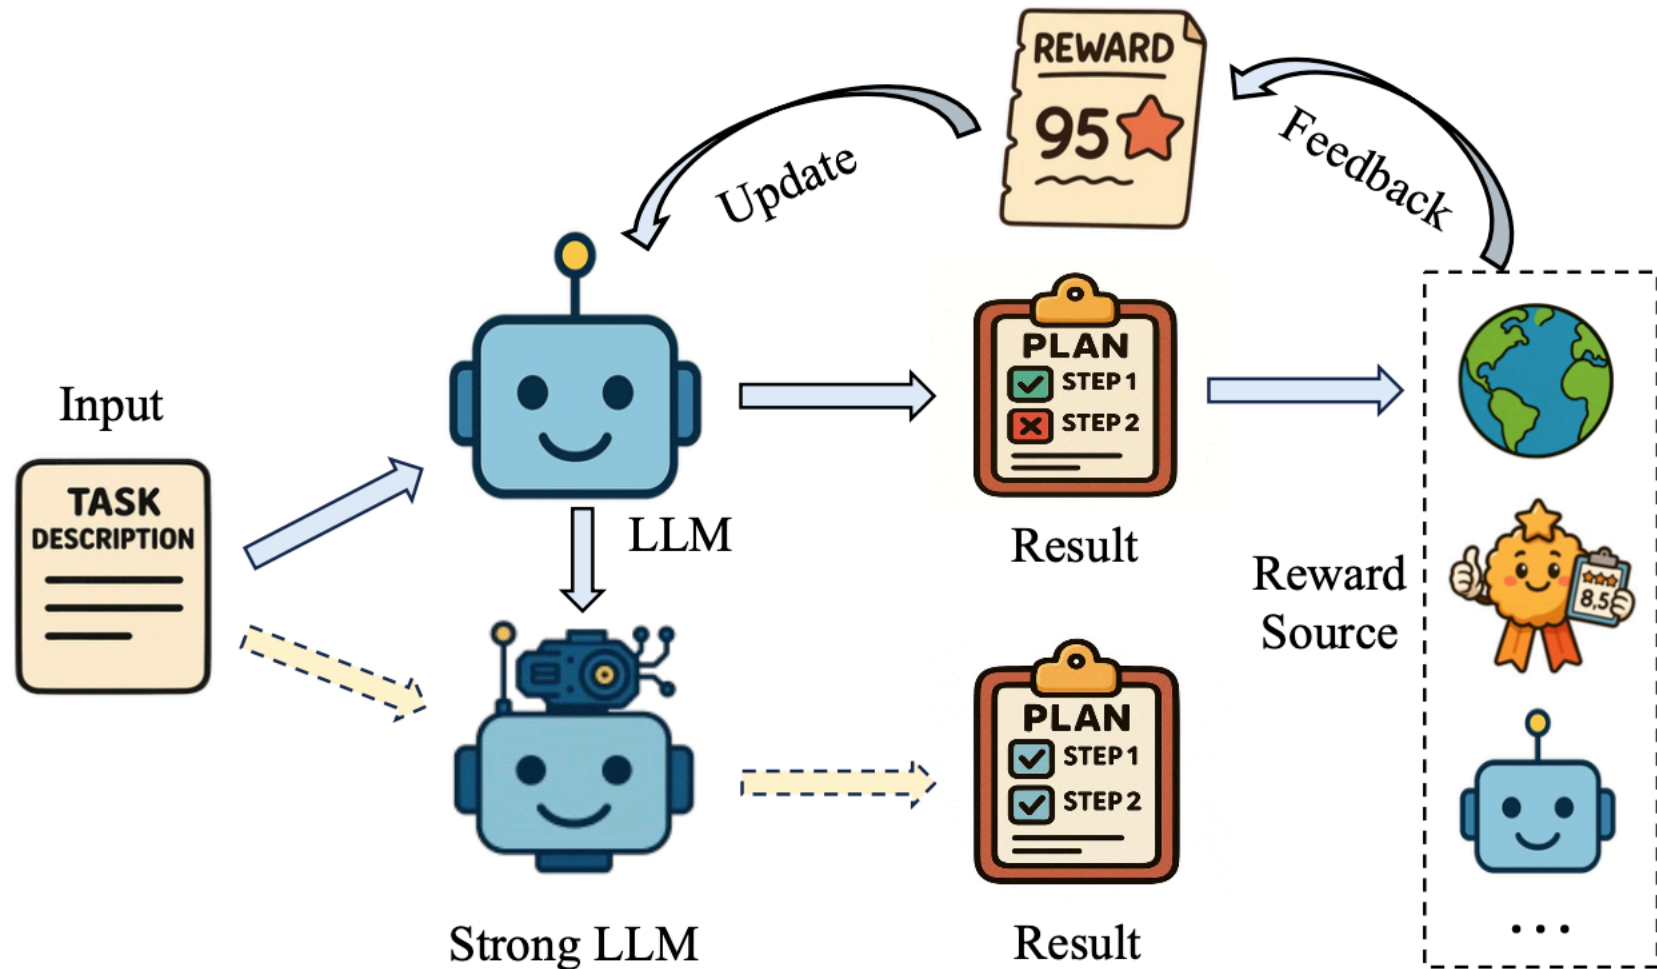 REWARD
95
Update
Feedback
Input
TASK
DESCRIPTION
LLM
PLAN
STEP 1
STEP 2
Result
Reward
Source
8,5
PLAN
STEP 1
STEP 2
Strong LLM
Result
...